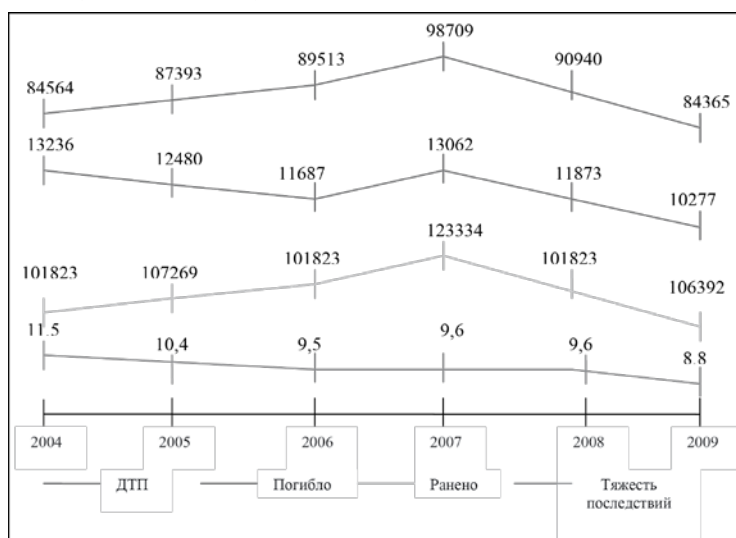 84564 87393 89513 98709 90940 84365
13236 12480 11687 13062 11873 10277
101823 107269 101823 123334 101823 106392
11.5 10,4 9,5 9,6 9,6 8.8
2004 2005 2006 2007 2008 2009
ДТП Погибло Ранено Тяжесть
последствий